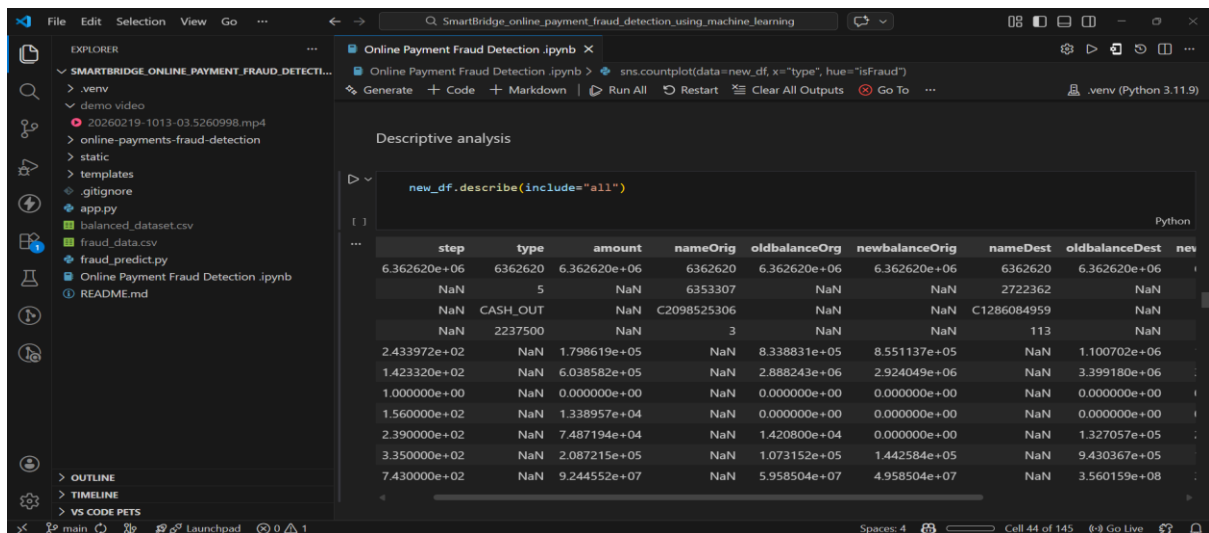 File Edit Selection View Go ··· SmartBridge_online_payment_fraud_detection_using_machine_learning
EXPLORER ···
SMARTBRIDGE_ONLINE_PAYMENT_FRAUD_DETECTI...
.venv
demo video
20260219-1013-03.5260998.mp4
online-payments-fraud-detection
static
templates
.gitignore
app.py
balanced_dataset.csv
fraud_data.csv
fraud_predict.py
Online Payment Fraud Detection .ipynb
README.md
OUTLINE
TIMELINE
VS CODE PETS
Online Payment Fraud Detection .ipynb
Online Payment Fraud Detection .ipynb > sns.countplot(data=new_df, x="type", hue="isFraud")
Generate + Code + Markdown | Run All Restart Clear All Outputs Go To ··· .venv (Python 3.11.9)
Descriptive analysis
new_df.describe(include="all")
[ ] Python
step type amount nameOrig oldbalanceOrg newbalanceOrig nameDest oldbalanceDest new
6.362620e+06 6362620 6.362620e+06 6362620 6.362620e+06 6.362620e+06 6362620 6.362620e+06
NaN 5 NaN 6353307 NaN NaN 2722362 NaN
NaN CASH_OUT NaN C2098525306 NaN NaN C1286084959 NaN
NaN 2237500 NaN 3 NaN NaN 113 NaN
2.433972e+02 NaN 1.798619e+05 NaN 8.338831e+05 8.551137e+05 NaN 1.100702e+06
1.423320e+02 NaN 6.038582e+05 NaN 2.888243e+06 2.924049e+06 NaN 3.399180e+06
1.000000e+00 NaN 0.000000e+00 NaN 0.000000e+00 0.000000e+00 NaN 0.000000e+00
1.560000e+02 NaN 1.338957e+04 NaN 0.000000e+00 0.000000e+00 NaN 0.000000e+00
2.390000e+02 NaN 7.487194e+04 NaN 1.420800e+04 0.000000e+00 NaN 1.327057e+05
3.350000e+02 NaN 2.087215e+05 NaN 1.073152e+05 1.442584e+05 NaN 9.430367e+05
7.430000e+02 NaN 9.244552e+07 NaN 5.958504e+07 4.958504e+07 NaN 3.560159e+08
main Launchpad 0 1 Spaces: 4 Cell 44 of 145 Go Live